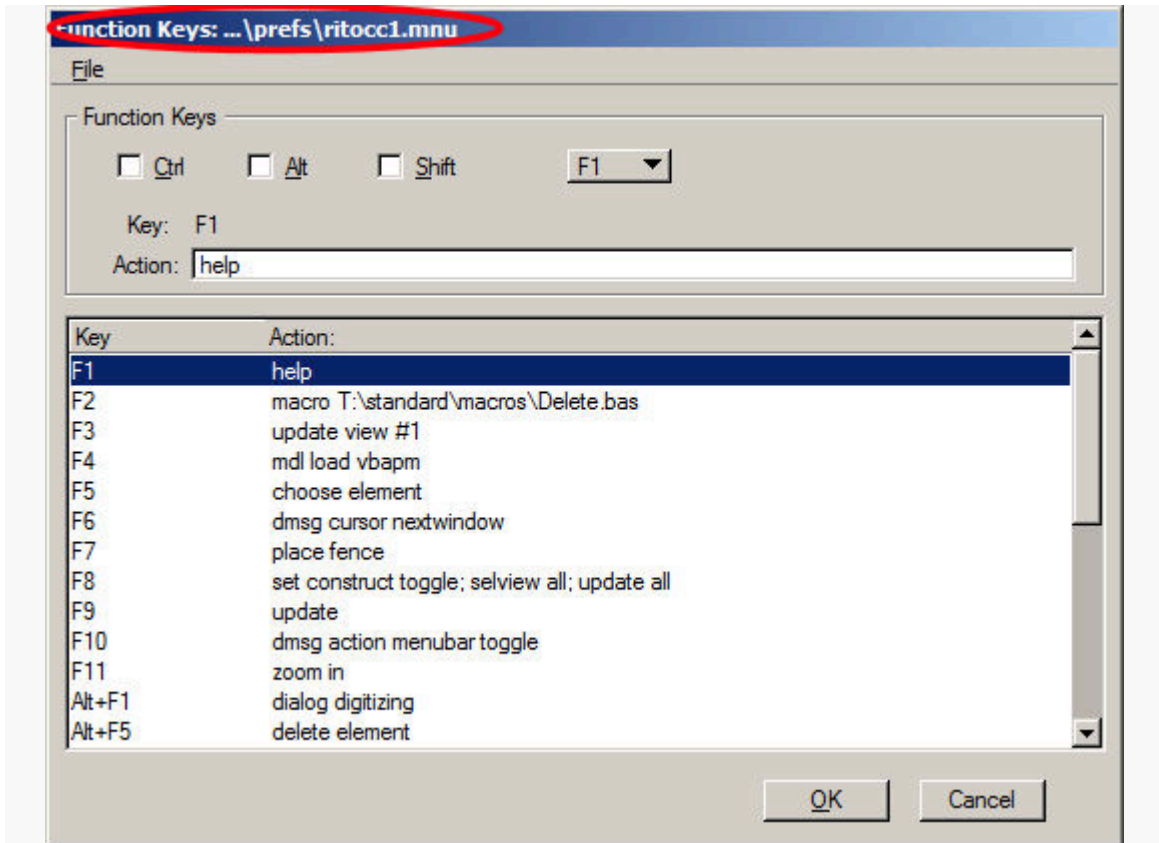 Function Keys: ...\prefs\ritocc1.mnu
File
Function Keys
Ctrl Alt Shift F1
Key: F1
Action: help
Key Action:
F1 help
F2 macro T:\standard\macros\Delete.bas
F3 update view #1
F4 mdl load vbapm
F5 choose element
F6 dmsg cursor nextwindow
F7 place fence
F8 set construct toggle; selview all; update all
F9 update
F10 dmsg action menubar toggle
F11 zoom in
Alt+F1 dialog digitizing
Alt+F5 delete element
OK Cancel